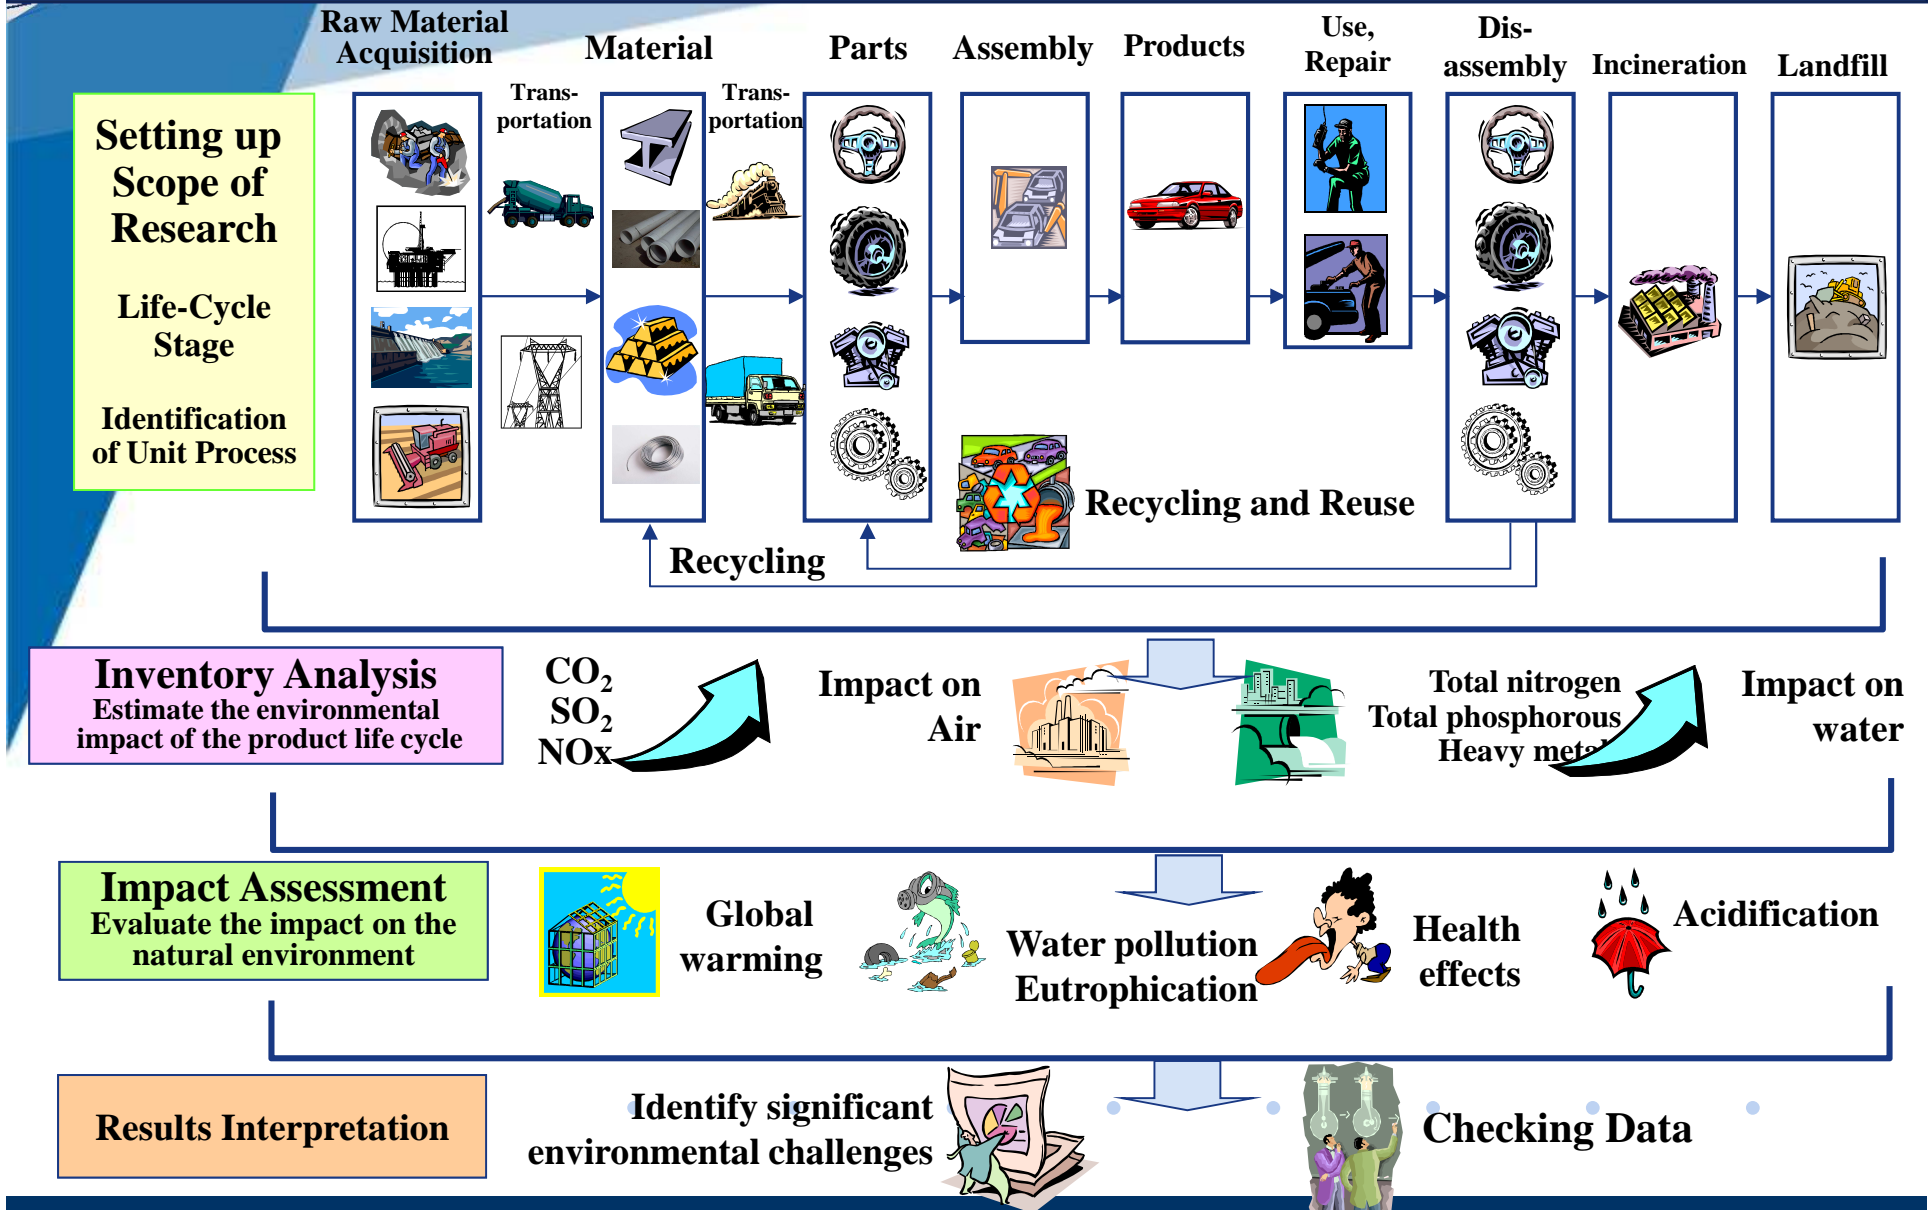 Raw Material
Acquisition
Material
Parts
Assembly
Products
Use,
Repair
Dis-
assembly
Incineration
Landfill
Trans-
portation
Trans-
portation
Setting up
Scope of
Research
Life-Cycle
Stage
Identification
of Unit Process
Recycling and Reuse
Recycling
Inventory Analysis
Estimate the environmental
impact of the product life cycle
CO₂
SO₂
NOx
Impact on
Air
Total nitrogen
Total phosphorous
Heavy metal
Impact on
water
Impact Assessment
Evaluate the impact on the
natural environment
Global
warming
Water pollution
Eutrophication
Health
effects
Acidification
Results Interpretation
Identify significant
environmental challenges
Checking Data